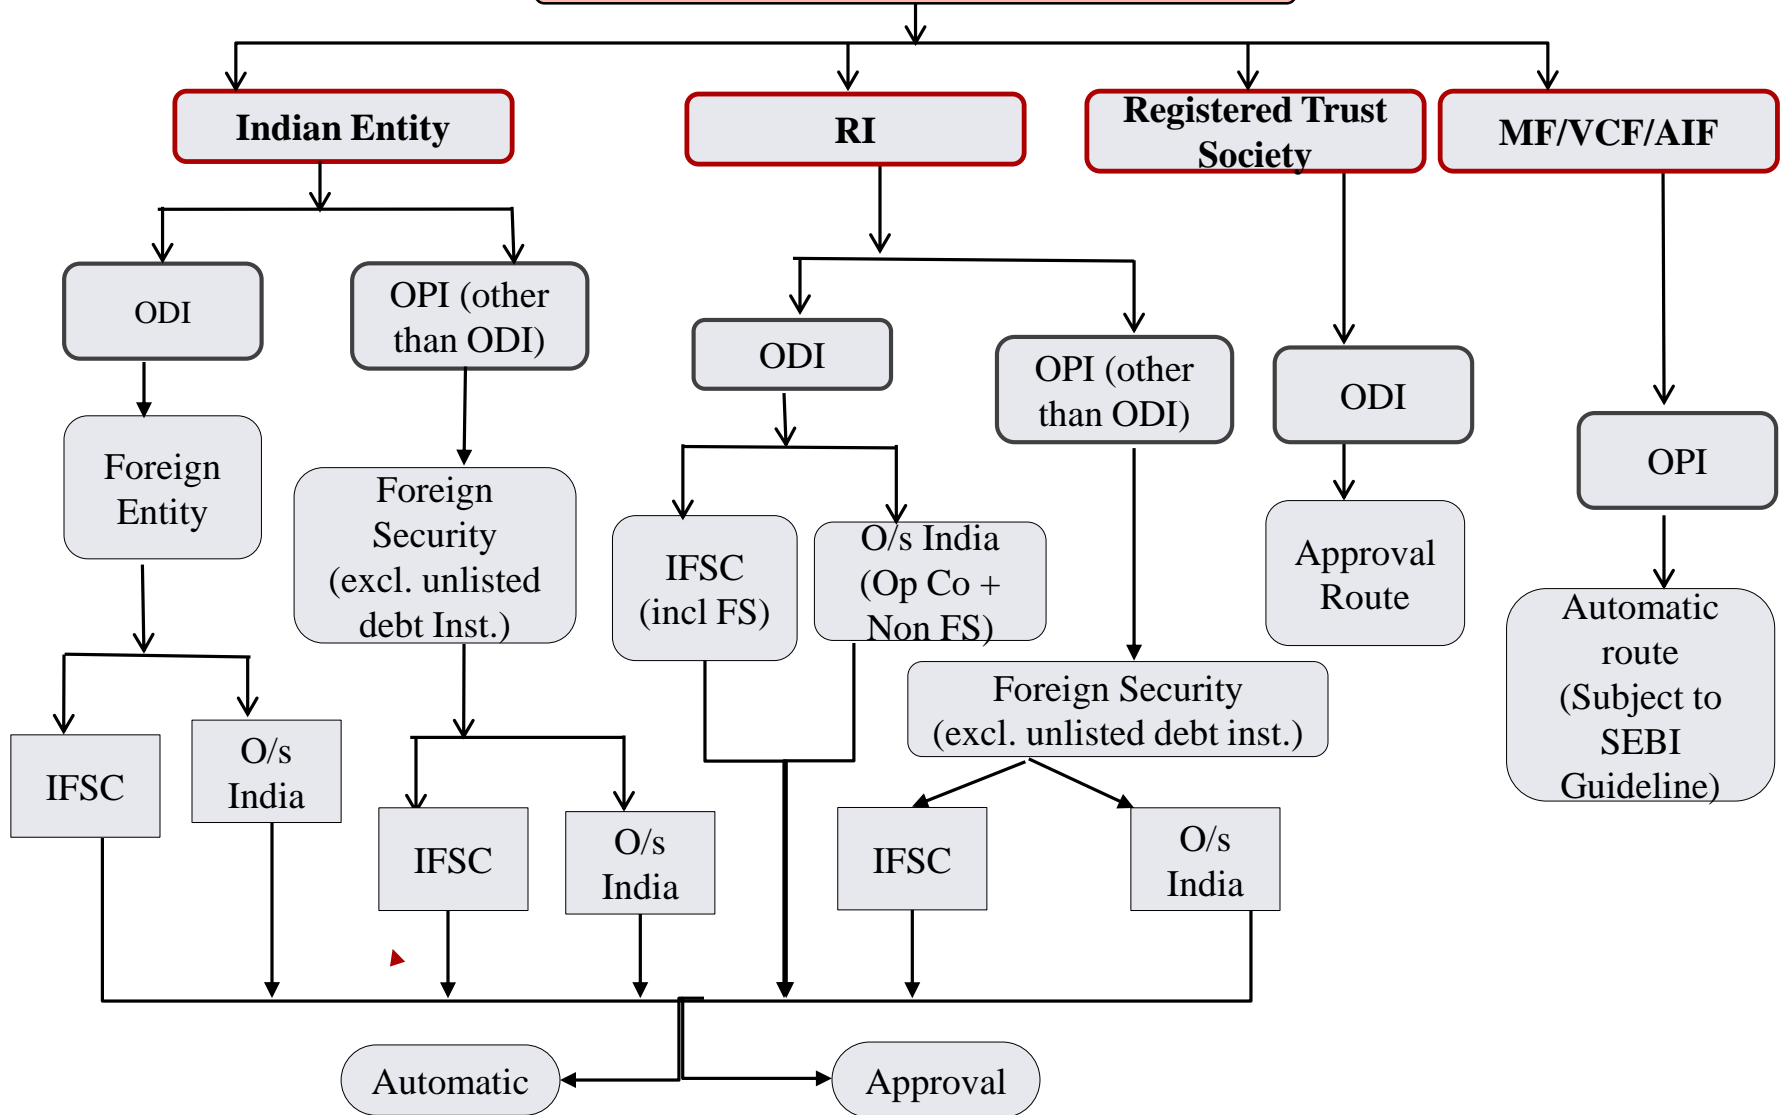 Indian Entity
RI
Registered Trust
Society
MF/VCF/AIF
ODI
OPI (other
than ODI)
ODI
OPI (other
than ODI)
ODI
OPI
Foreign
Entity
Foreign
Security
(excl. unlisted
debt Inst.)
IFSC
(incl FS)
O/s India
(Op Co +
Non FS)
Approval
Route
Automatic
route
(Subject to
SEBI
Guideline)
Foreign Security
(excl. unlisted debt inst.)
IFSC
O/s
India
IFSC
O/s
India
IFSC
O/s
India
Automatic
Approval